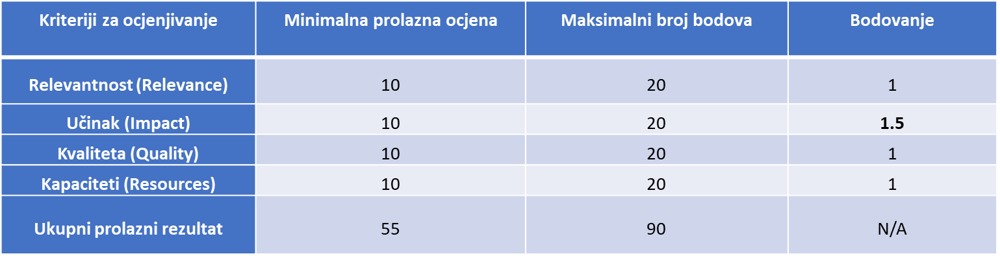 Kriteriji za ocjenjivanje Minimalna prolazna ocjena Maksimalni broj bodova Bodovanje
Relevantnost (Relevance) 10 20 1
Učinak (Impact) 10 20 1.5
Kvaliteta (Quality) 10 20 1
Kapaciteti (Resources) 10 20 1
Ukupni prolazni rezultat 55 90 N/A